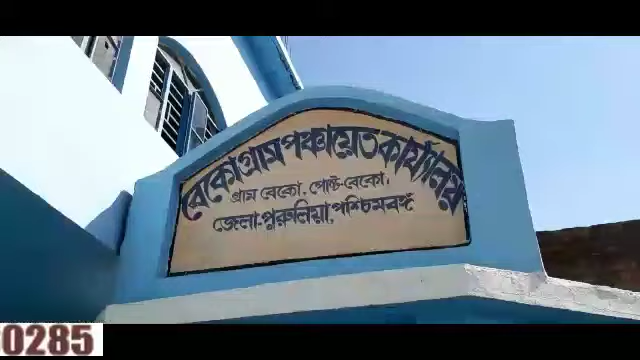 বেকো গ্রাম পঞ্চায়েত কার্য্যালয়
গ্রাম বেকো, পোষ্ট-বেকো,
জেলা-পুরুলিয়া, পশ্চিমবঙ্গ
0285